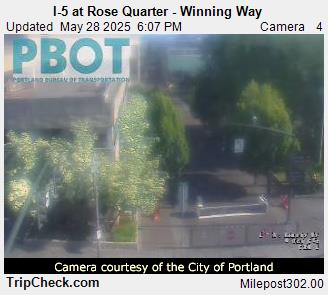 I-5 at Rose Quarter - Winning Way
Updated May 28 2025 6:07 PM Camera 4
PBOT
PORTLAND BUREAU OF TRANSPORTATION
Camera courtesy of the City of Portland
TripCheck.com Milepost302.00